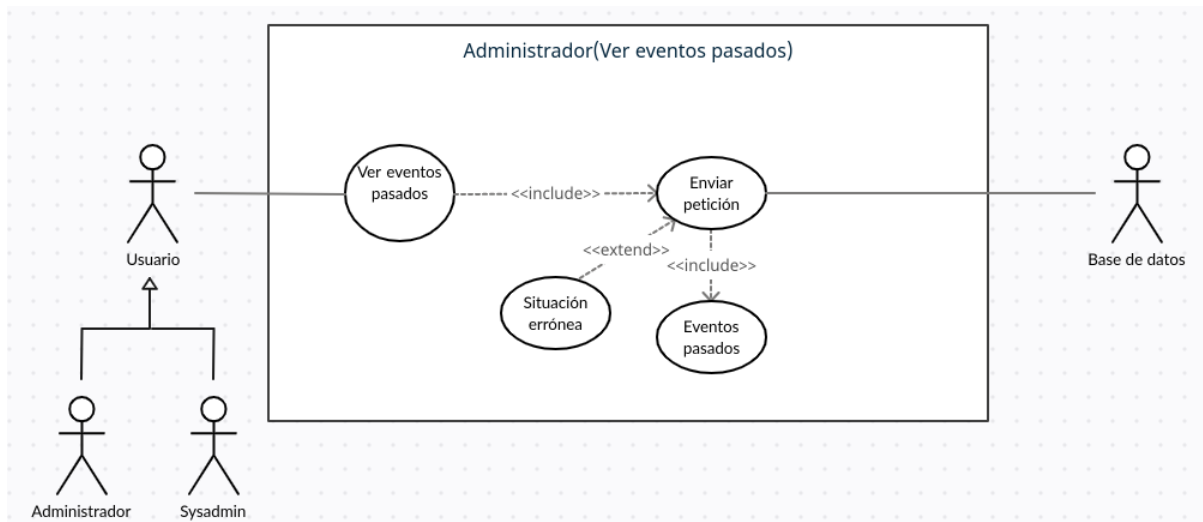 Administrador(Ver eventos pasados)
Ver eventos
pasados
<<include>>
Enviar
petición
<<extend>>
<<include>>
Usuario
Base de datos
Situación
errónea
Eventos
pasados
Administrador
Sysadmin